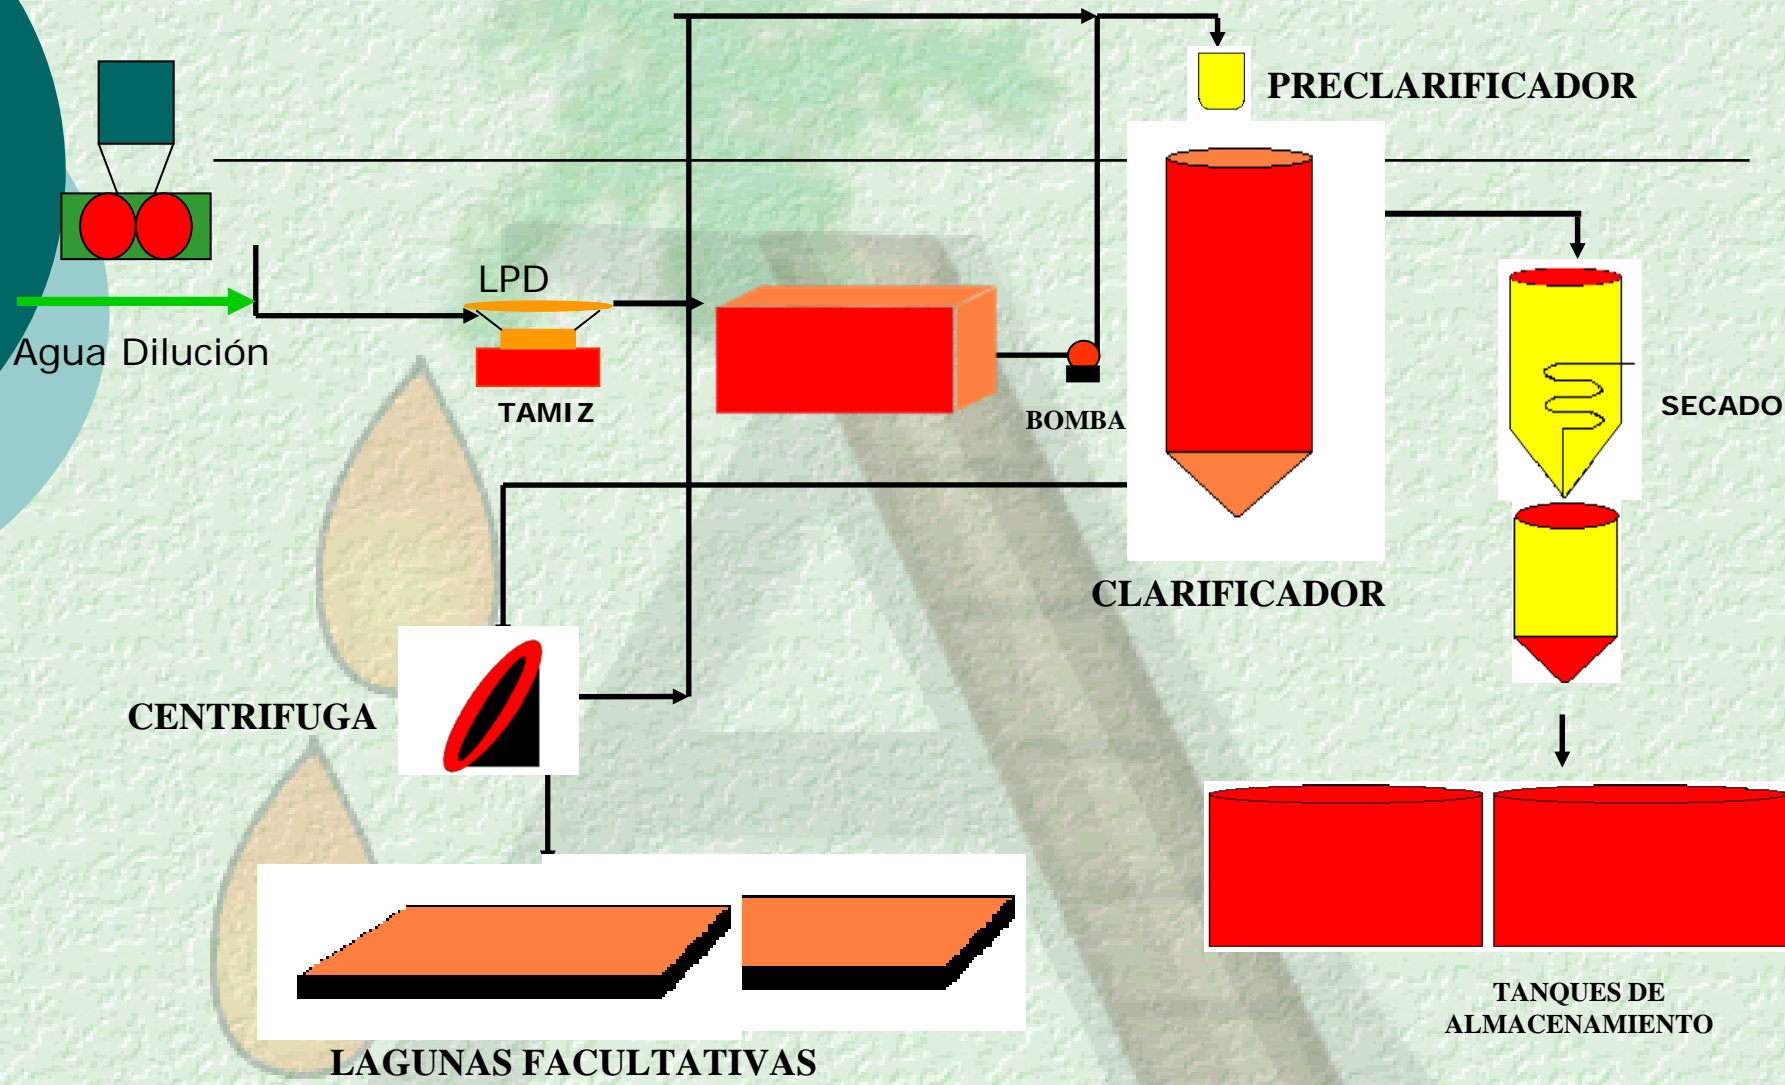 PRECLARIFICADOR
LPD
Agua Dilución
TAMIZ
BOMBA
SECADO
CLARIFICADOR
CENTRIFUGA
TANQUES DE
ALMACENAMIENTO
LAGUNAS FACULTATIVAS